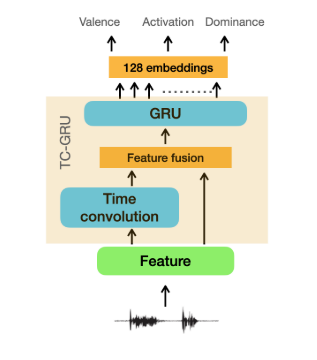 Valence Activation Dominance
128 embeddings
GRU
TC-GRU
Feature fusion
Time
convolution
Feature